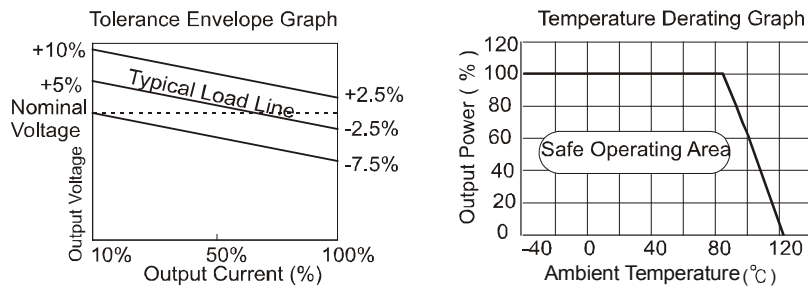 Tolerance Envelope Graph
+10%
+5%
Nominal
Voltage
Typical Load Line
+2.5%
-2.5%
-7.5%
Output Voltage
10%
50%
100%
Output Current (%)
Temperature Derating Graph
120
100
80
60
40
20
0
Output Power ( % )
Safe Operating Area
-40
0
40
80
120
Ambient Temperature(℃)